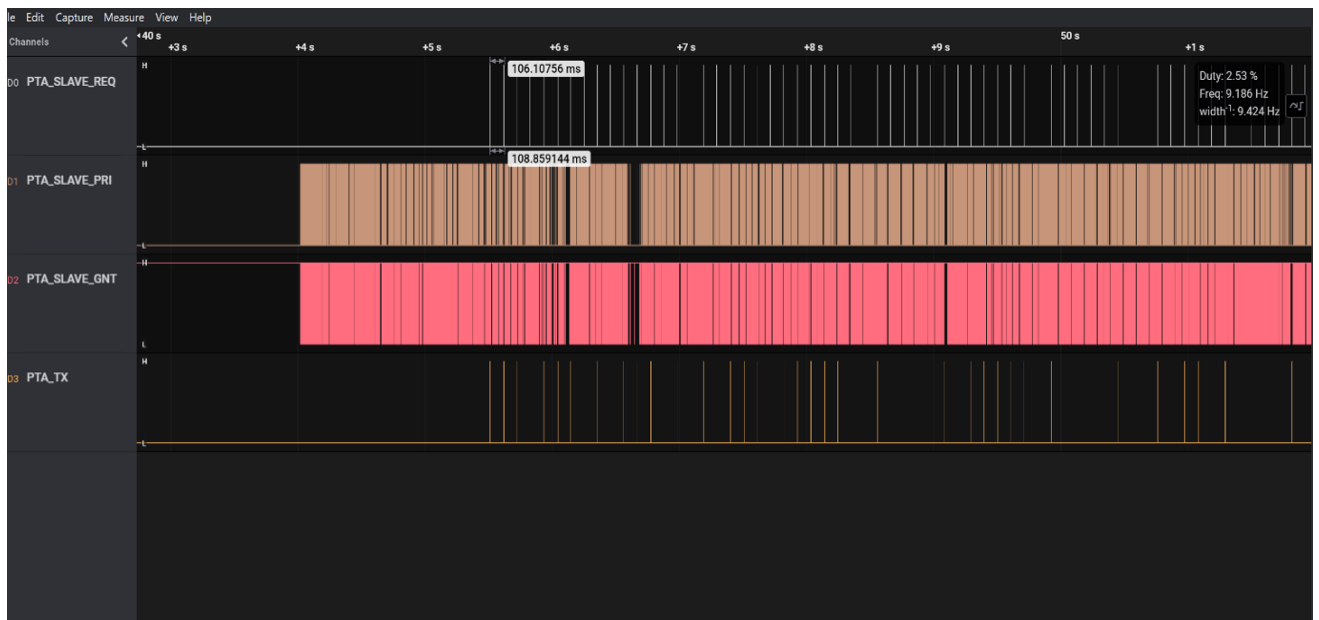 le Edit Capture Measure View Help
Channels
40 s
+3 s +4 s +5 s +6 s +7 s +8 s +9 s 50 s +1 s
D0 PTA_SLAVE_REQ
H
L
106.10756 ms
108.859144 ms
Duty: 2.53 %
Freq: 9.186 Hz
width-1: 9.424 Hz
D1 PTA_SLAVE_PRI
H
L
D2 PTA_SLAVE_GNT
H
L
D3 PTA_TX
H
L